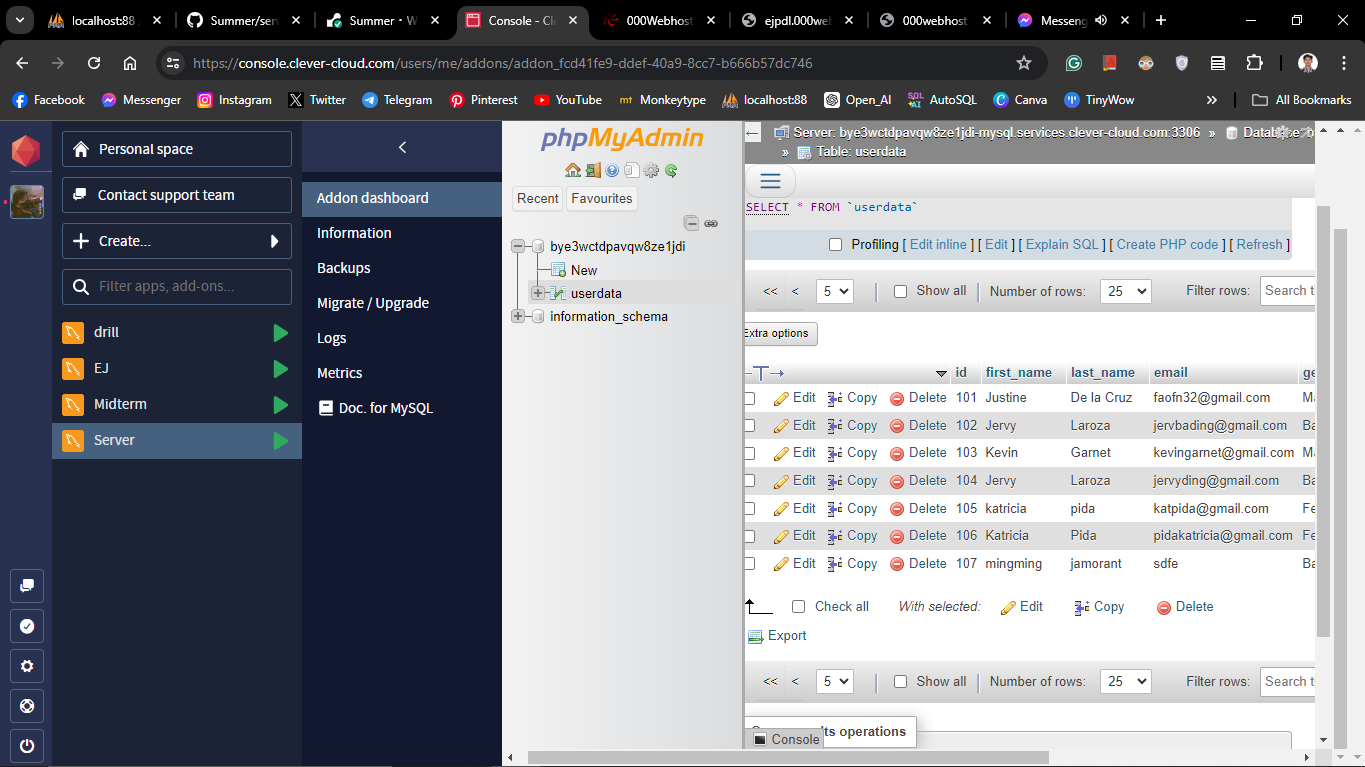 localhost:88
Summer/ser
Summer · W
Console - Cle
000Webhost
ejpdl.000we
000webhost
Messeng
https://console.clever-cloud.com/users/me/addons/addon_fcd41fe9-ddef-40a9-8cc7-b666b57dc746
Facebook Messenger Instagram Twitter Telegram Pinterest YouTube Monkeytype localhost:88 Open_AI AutoSQL Canva TinyWow » All Bookmarks
Personal space
Contact support team
Create...
Filter apps, add-ons...
drill
EJ
Midterm
Server
Addon dashboard
Information
Backups
Migrate / Upgrade
Logs
Metrics
Doc. for MySQL
phpMyAdmin
Recent Favourites
bye3wctdpavqw8ze1jdi
New
userdata
information_schema
Server: bye3wctdpavqw8ze1jdi-mysql.services.clever-cloud.com:3306 » Database: b
» Table: userdata
SELECT * FROM `userdata`
Profiling [ Edit inline ] [ Edit ] [ Explain SQL ] [ Create PHP code ] [ Refresh ]
<< < 5 Show all Number of rows: 25 Filter rows: Search t
Extra options
id first_name last_name email ge
Edit Copy Delete 101 Justine De la Cruz faofn32@gmail.com Ma
Edit Copy Delete 102 Jervy Laroza jervbading@gmail.com Ba
Edit Copy Delete 103 Kevin Garnet kevingarnet@gmail.com Ma
Edit Copy Delete 104 Jervy Laroza jervyding@gmail.com Ba
Edit Copy Delete 105 katricia pida katpida@gmail.com Fe
Edit Copy Delete 106 Katricia Pida pidakatricia@gmail.com Fe
Edit Copy Delete 107 mingming jamorant sdfe Ba
Check all With selected: Edit Copy Delete
Export
<< < 5 Show all Number of rows: 25 Filter rows: Search t
lts operations
Console